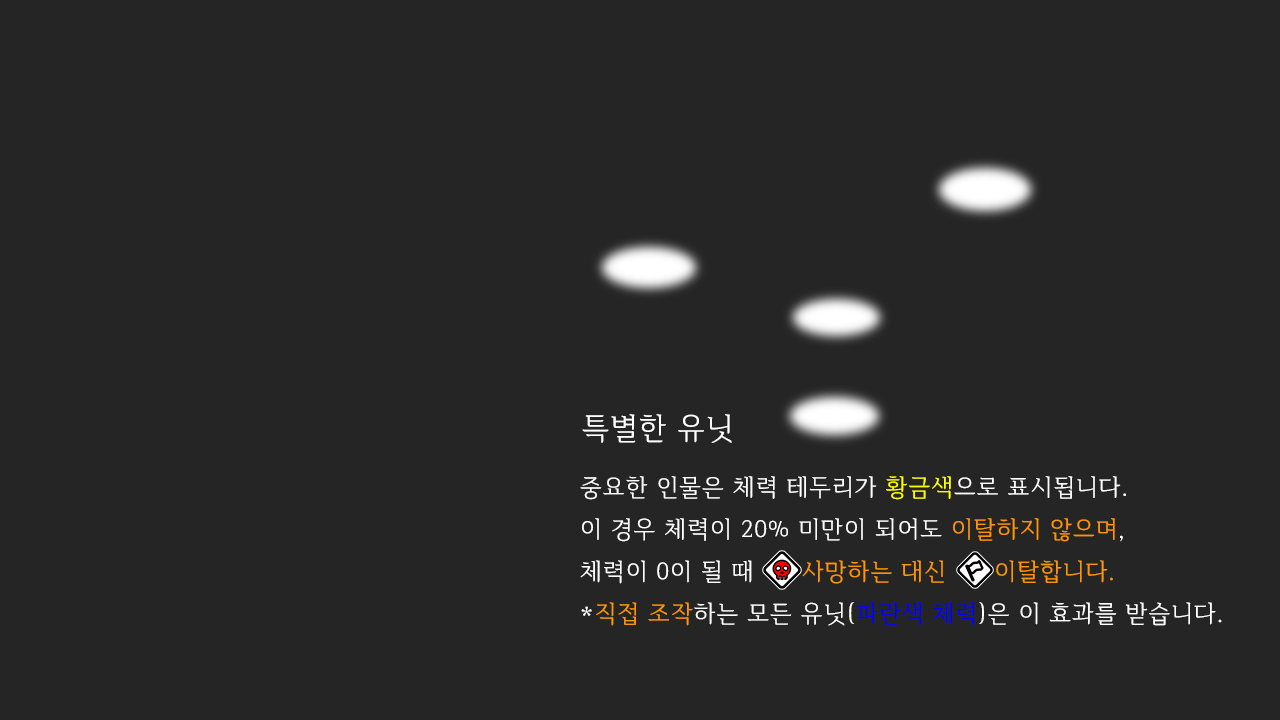 특별한 유닛
중요한 인물은 체력 테두리가 황금색으로 표시됩니다.
이 경우 체력이 20% 미만이 되어도 이탈하지 않으며,
체력이 0이 될 때 사망하는 대신 이탈합니다.
*직접 조작하는 모든 유닛(파란색 체력)은 이 효과를 받습니다.